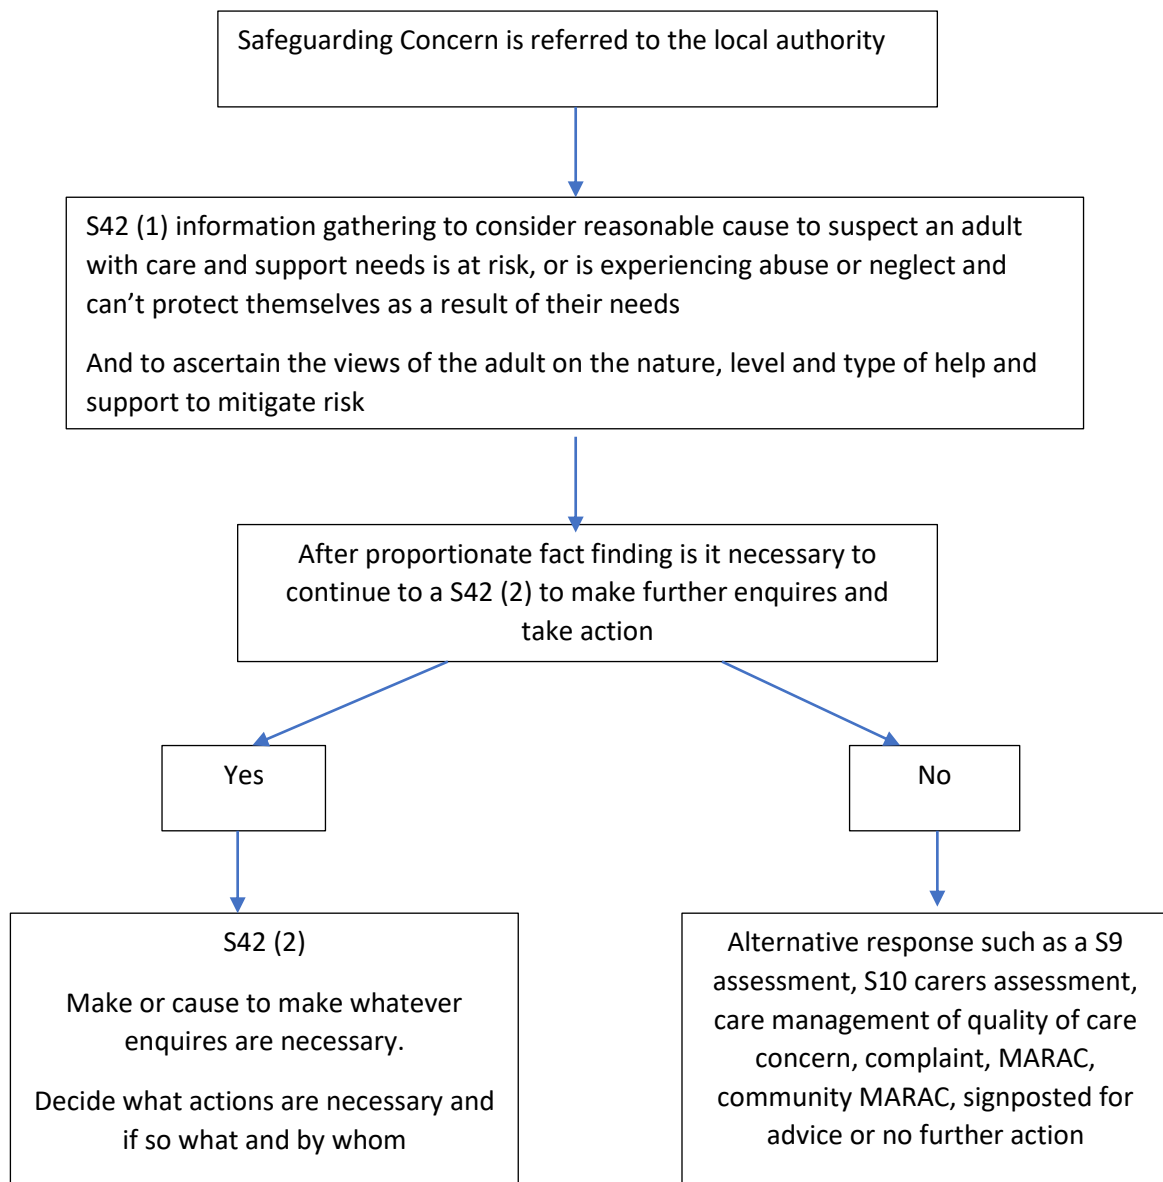 Safeguarding Concern is referred to the local authority
S42 (1) information gathering to consider reasonable cause to suspect an adult
with care and support needs is at risk, or is experiencing abuse or neglect and
can’t protect themselves as a result of their needs
And to ascertain the views of the adult on the nature, level and type of help and
support to mitigate risk
After proportionate fact finding is it necessary to
continue to a S42 (2) to make further enquires and
take action
Yes
No
S42 (2)
Make or cause to make whatever
enquires are necessary.
Decide what actions are necessary and
if so what and by whom
Alternative response such as a S9
assessment, S10 carers assessment,
care management of quality of care
concern, complaint, MARAC,
community MARAC, signposted for
advice or no further action